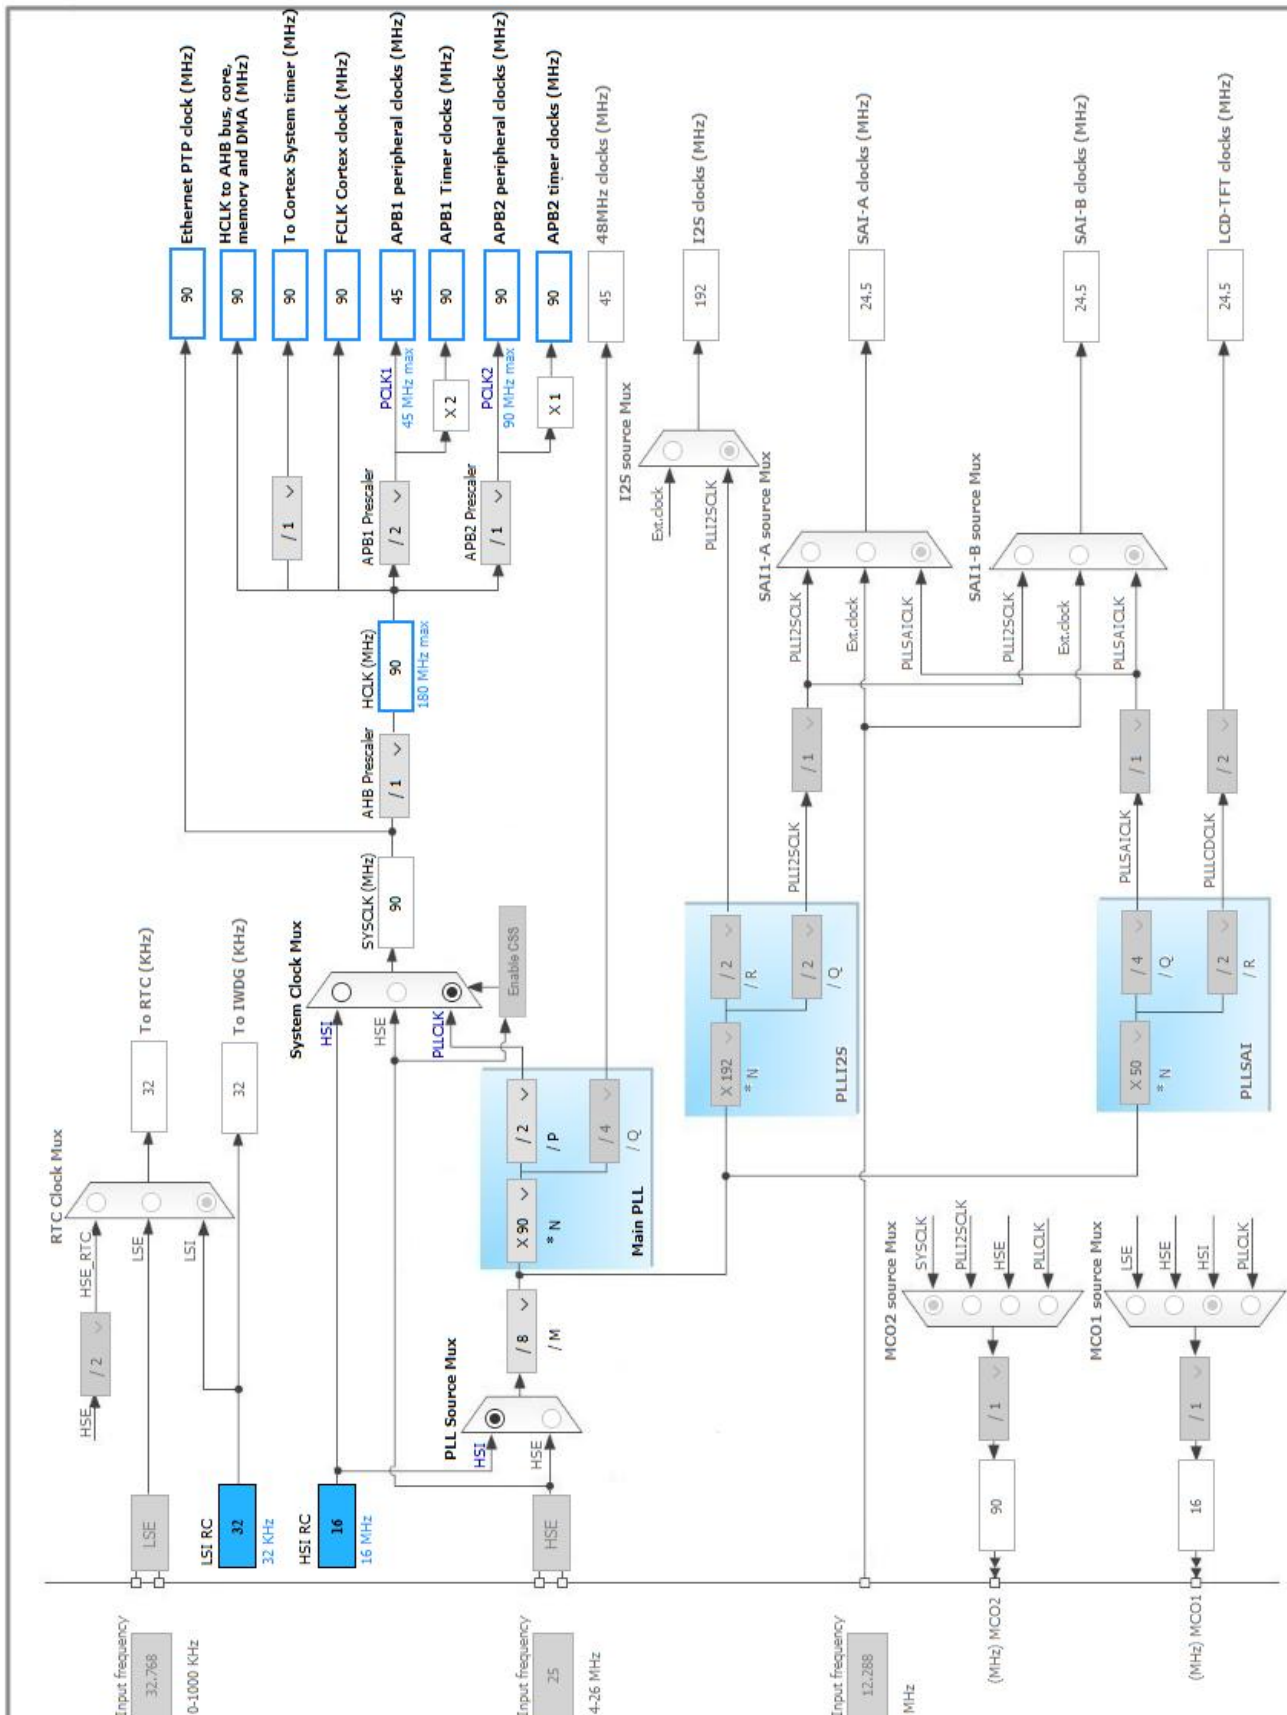 RTC Clock Mux
HSE
/ 2
HSE_RTC
Input frequency
32.768
0-1000 KHz
LSE
LSE
32
To RTC (KHz)
LSI
LSI RC
32
32 KHz
32
To IWDG (KHz)
HSI RC
16
16 MHz
System Clock Mux
HSI
HSE
PLLCLK
Enable CSS
SYSCLK (MHz)
90
AHB Prescaler
/ 1
HCLK (MHz)
90
180 MHz max
90
Ethernet PTP clock (MHz)
90
HCLK to AHB bus, core,
memory and DMA (MHz)
/ 1
90
To Cortex System timer (MHz)
90
FCLK Cortex clock (MHz)
APB1 Prescaler
/ 2
PCLK1
45 MHz max
45
APB1 peripheral clocks (MHz)
X 2
90
APB1 Timer clocks (MHz)
APB2 Prescaler
/ 1
PCLK2
90 MHz max
90
APB2 peripheral clocks (MHz)
X 1
90
APB2 timer clocks (MHz)
PLL Source Mux
HSI
HSE
Input frequency
25
4-26 MHz
HSE
/ 8
/ M
X 90
* N
/ 2
/ P
/ 4
/ Q
Main PLL
45
48MHz clocks (MHz)
I2S source Mux
Ext.clock
PLLI2SCLK
192
I2S clocks (MHz)
X 192
* N
/ 2
/ R
/ 2
/ Q
PLLI2S
PLLI2SCLK
/ 1
SAI1-A source Mux
PLLI2SCLK
Ext.clock
PLLSAICLK
24.5
SAI-A clocks (MHz)
Input frequency
12.288
MHz
SAI1-B source Mux
PLLI2SCLK
Ext.clock
PLLSAICLK
24.5
SAI-B clocks (MHz)
MCO2 source Mux
SYSCLK
PLLI2SCLK
HSE
PLLCLK
/ 1
90
(MHz) MCO2
X 50
* N
/ 4
/ Q
/ 2
/ R
PLLSAI
PLLSAICLK
/ 1
PLLLCDCLK
/ 2
24.5
LCD-TFT clocks (MHz)
MCO1 source Mux
LSE
HSE
HSI
PLLCLK
/ 1
16
(MHz) MCO1